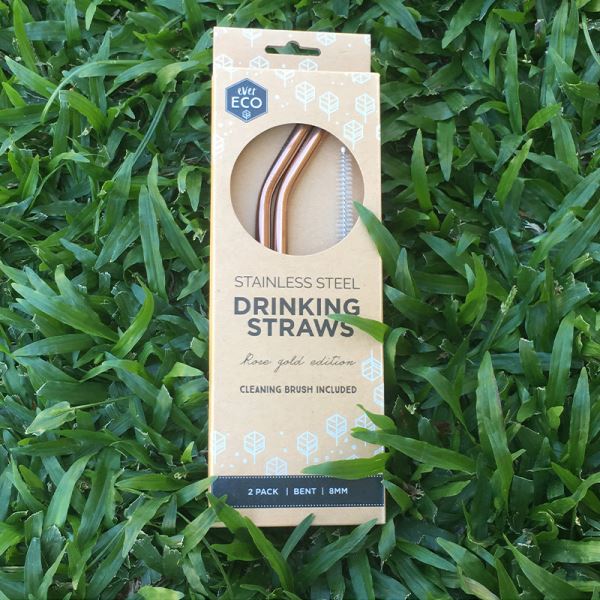 ever
ECO
STAINLESS STEEL
DRINKING
STRAWS
Rose gold edition
CLEANING BRUSH INCLUDED
2 PACK | BENT | 8MM